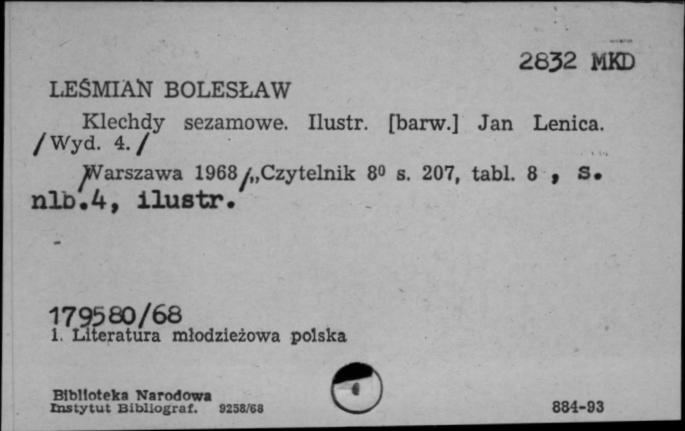 2832 MKD
LEŚMIAN BOLESŁAW
Klechdy sezamowe. Ilustr. [barw.] Jan Lenica.
/Wyd. 4./
/Warszawa 1968/„Czytelnik 8⁰ s. 207, tabl. 8 , s.
nlb.4, ilustr.
179580/68
1. Literatura młodzieżowa polska
Biblioteka Narodowa
Instytut Bibliograf. 9258/68
884-93